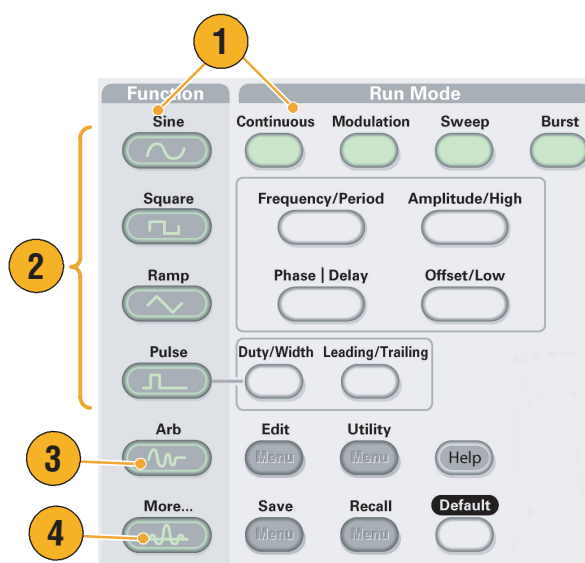 1
Function
Run Mode
Sine
Continuous
Modulation
Sweep
Burst
2
Square
Frequency/Period
Amplitude/High
Ramp
Phase | Delay
Offset/Low
Pulse
Duty/Width
Leading/Trailing
Arb
Edit
Utility
3
Menu
Menu
Help
More...
Save
Recall
Default
4
Menu
Menu